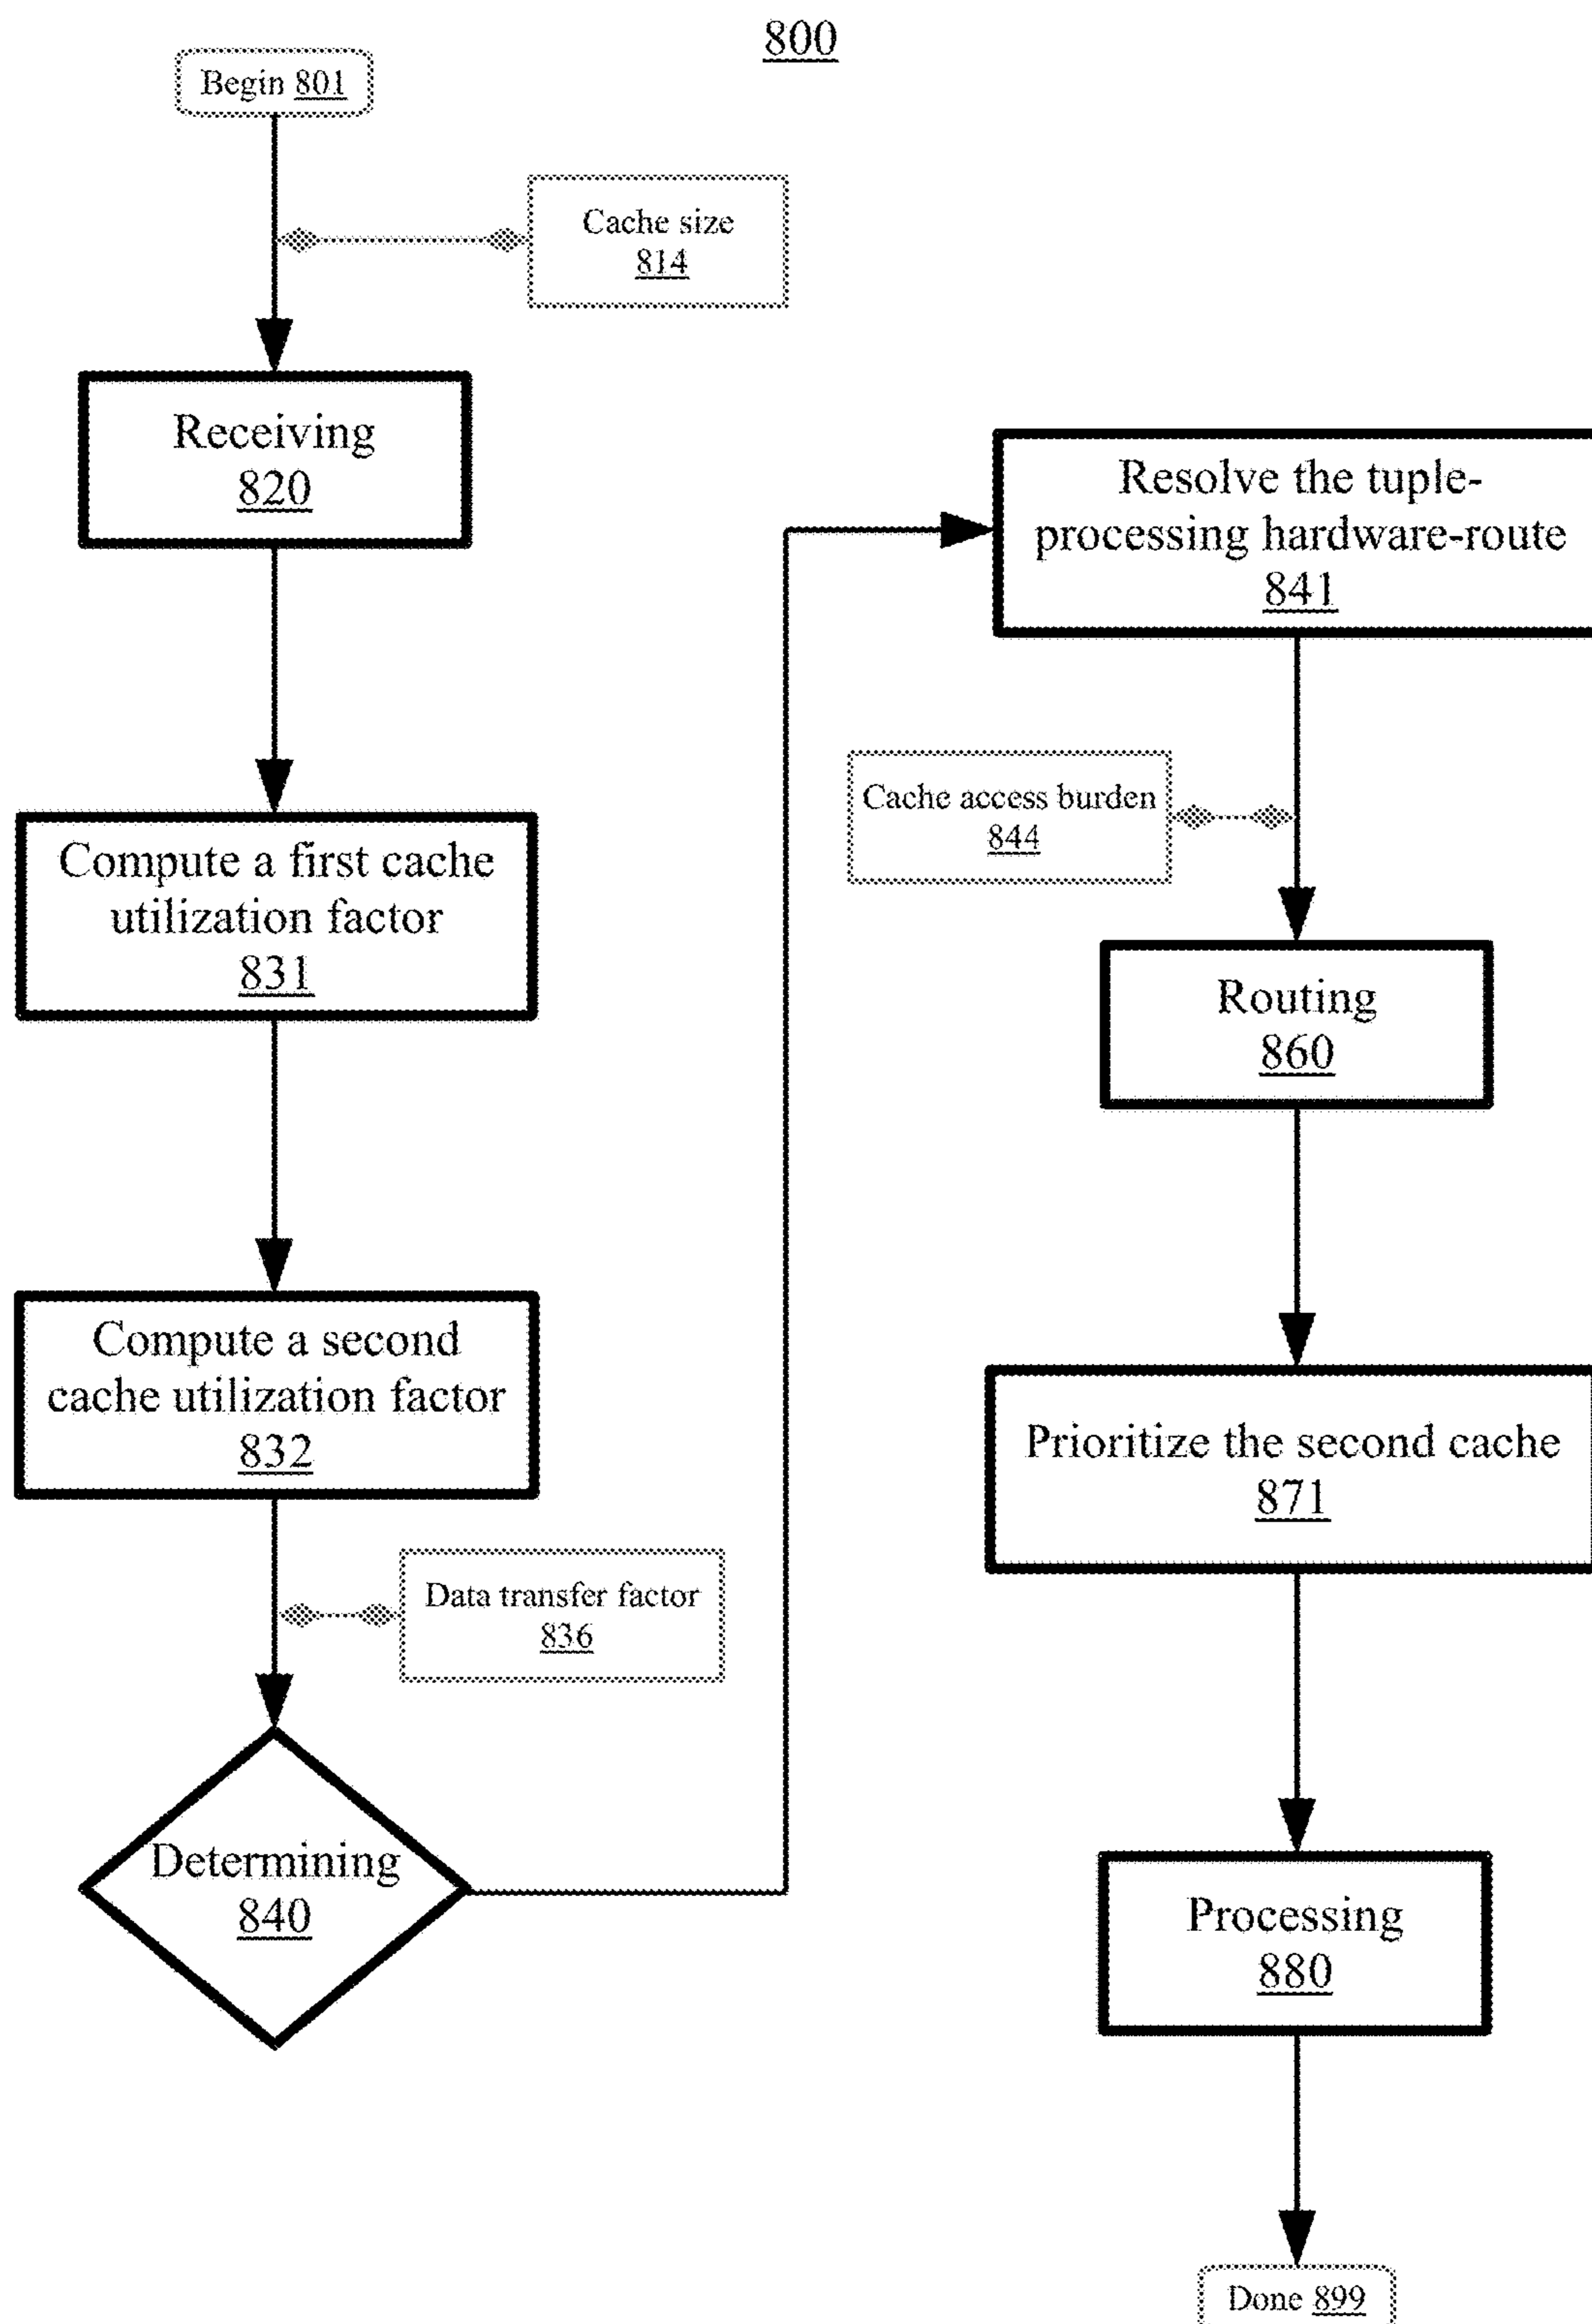 800
Begin 801
Cache size
814
Receiving
820
Compute a first cache
utilization factor
831
Compute a second
cache utilization factor
832
Data transfer factor
836
Determining
840
Resolve the tuple-
processing hardware-route
841
Cache access burden
844
Routing
860
Prioritize the second cache
871
Processing
880
Done 899